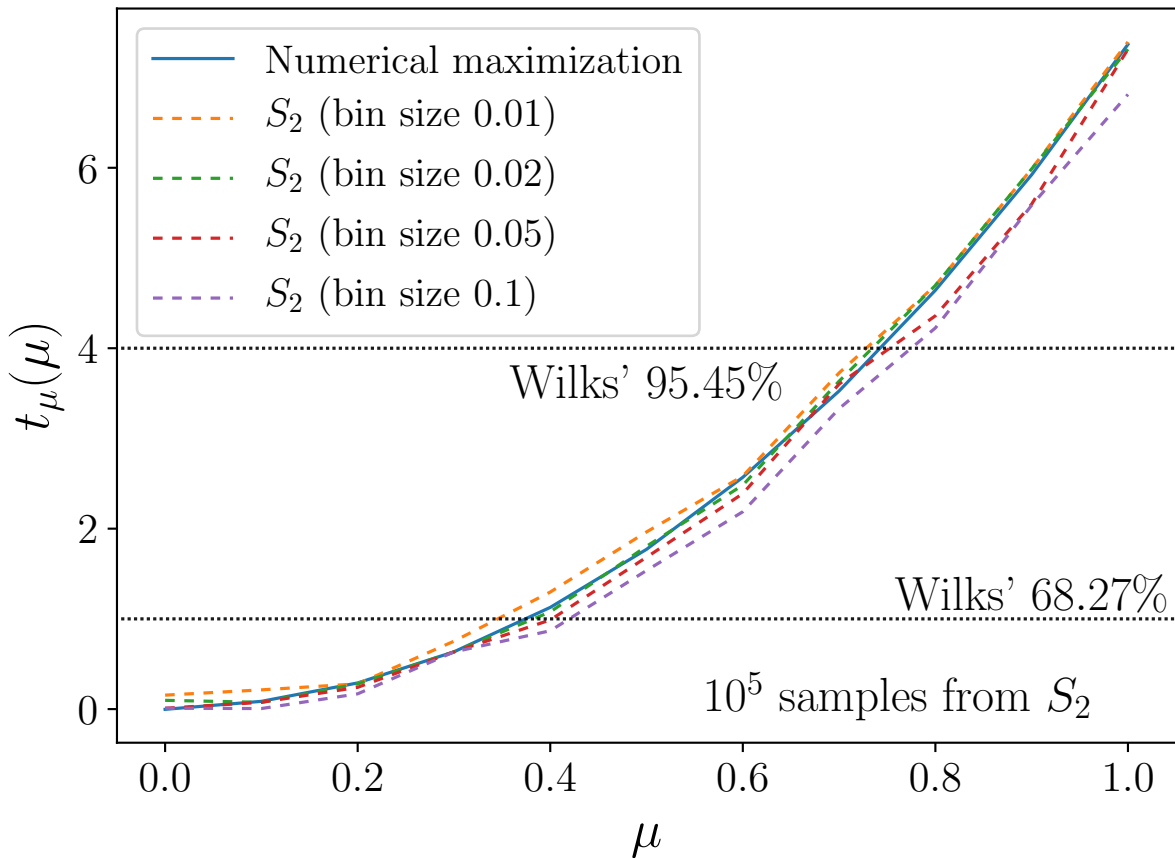 Numerical maximization
S₂ (bin size 0.01)
S₂ (bin size 0.02)
S₂ (bin size 0.05)
S₂ (bin size 0.1)
Wilks' 95.45%
Wilks' 68.27%
10⁵ samples from S₂
t_μ(μ)
6
4
2
0
0.0 0.2 0.4 0.6 0.8 1.0
μ